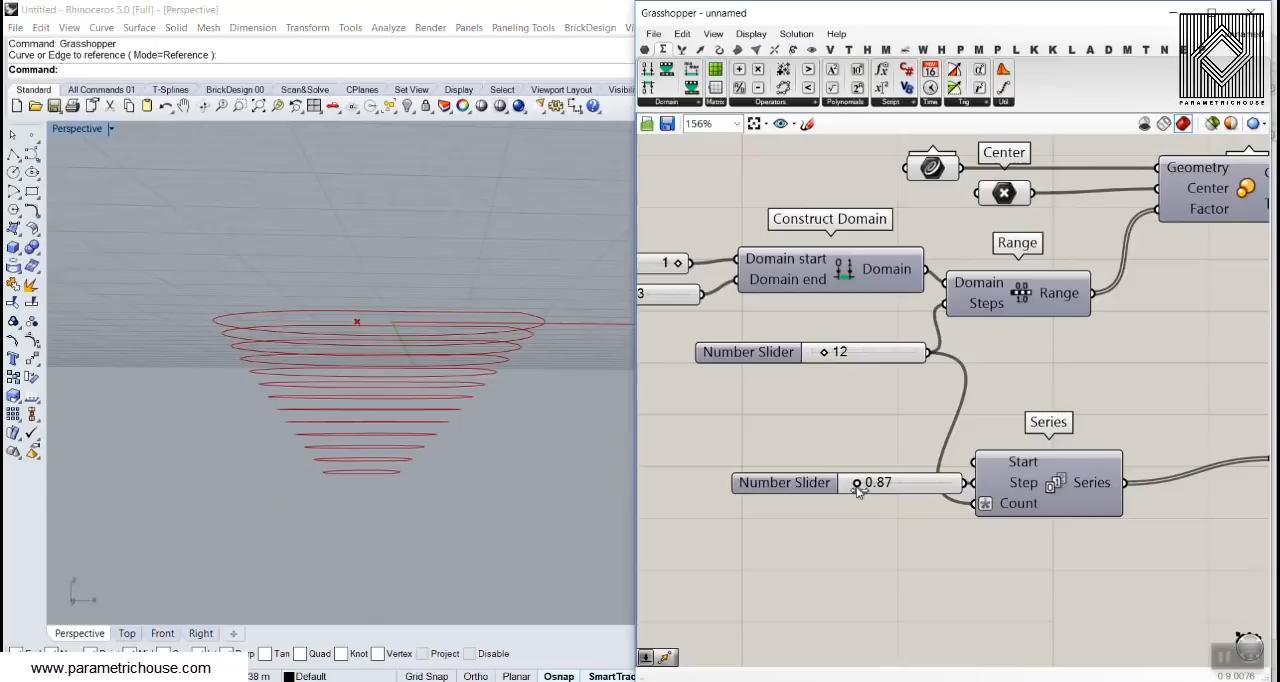 Untitled - Rhinoceros 5.0 [Full] - [Perspective]
File Edit View Curve Surface Solid Mesh Dimension Transform Tools Analyze Render Panels Paneling Tools BrickDesign
Command: Grasshopper
Curve or Edge to reference ( Mode=Reference ):
Command:
Standard All Commands 01 T-Splines BrickDesign 00 Scan&Solve CPlanes Set View Display Select Viewport Layout
Perspective
z
x
Perspective Top Front Right
Tan Quad Knot Vertex Project Disable
www.parametrichouse.com
Default Grid Snap Ortho Planar Osnap
Grasshopper - unnamed
PARAMETRICHOUSE
File Edit View Display Solution Help
V T H M W H P M P L K K L A D M T N
Domain Matrix Operators Polynomials Script Time Trig Util
156%
Center
Geometry
Center
Factor
Construct Domain
Range
1
3
Domain start
Domain end
Domain
Domain
Steps
Range
Number Slider 12
Series
Number Slider 0.87
Start
Step
Count
Series
0.9.0076